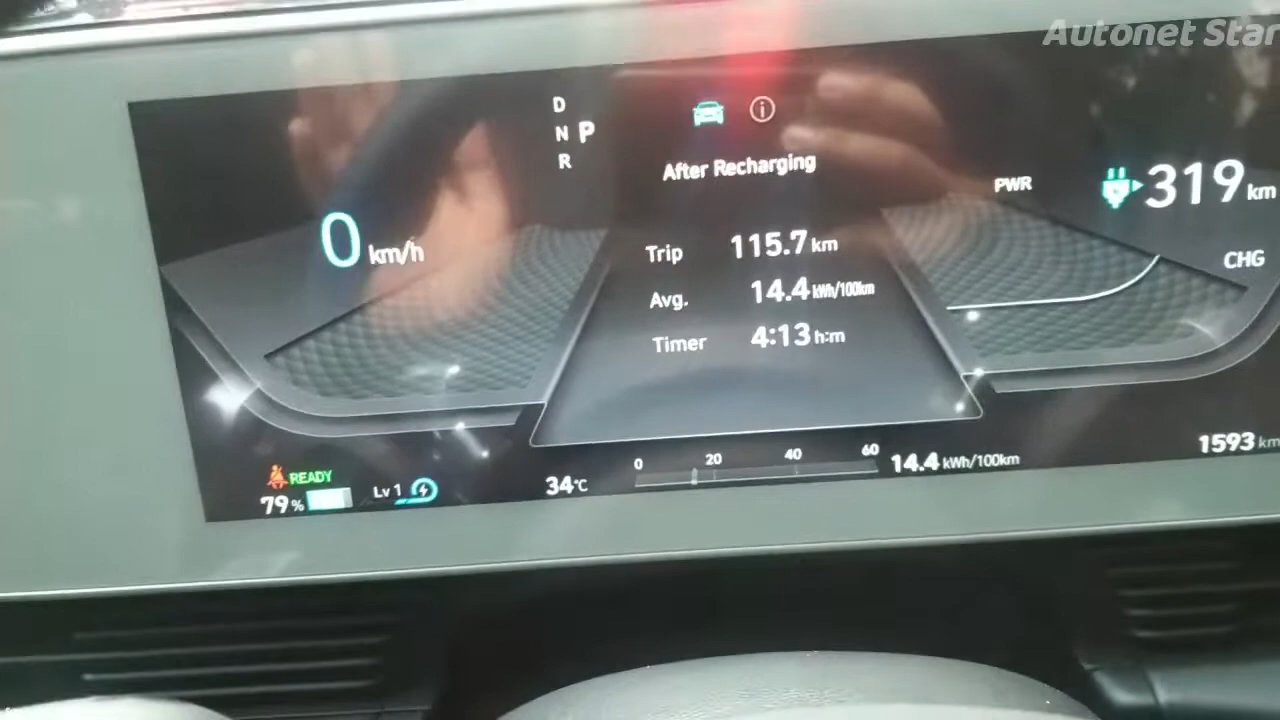 Autonet Star
D
N P
R
After Recharging
PWR
319 km
0 km/h
Trip 115.7 km
CHG
Avg. 14.4 kWh/100km
Timer 4:13 h:m
0 20 40 60
14.4 kWh/100km
1593 km
READY
79 %
Lv 1
34°C